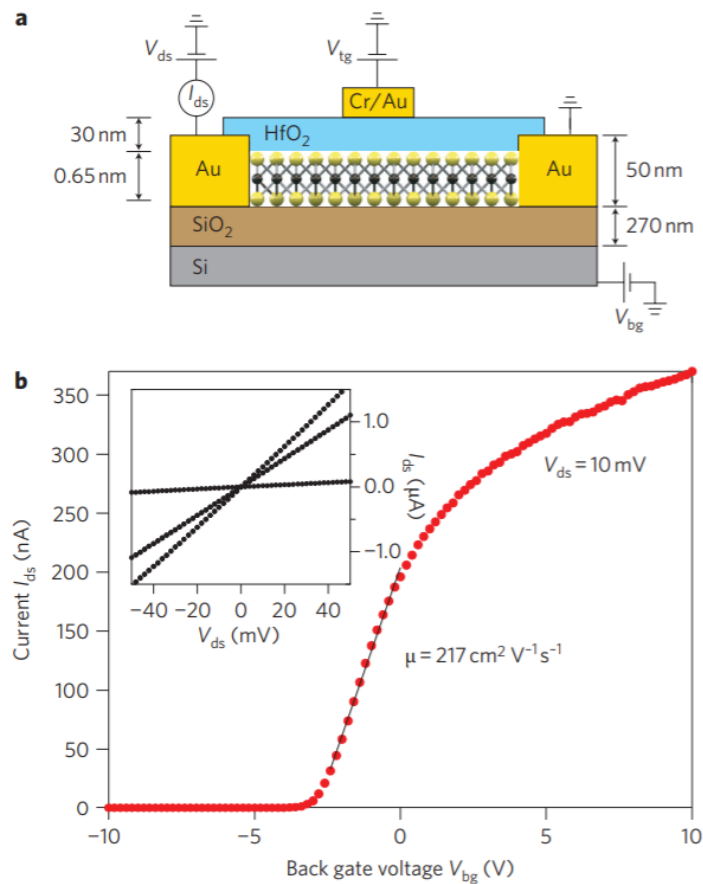 a
V_ds
V_tg
I_ds
Cr/Au
30 nm
HfO₂
0.65 nm
Au
Au
50 nm
SiO₂
270 nm
Si
V_bg
b
350
300
250
200
150
100
50
0
Current I_ds (nA)
1.0
0.0
−1.0
I_ds (μA)
−40 −20 0 20 40
V_ds (mV)
V_ds = 10 mV
μ = 217 cm² V⁻¹ s⁻¹
−10 −5 0 5 10
Back gate voltage V_bg (V)